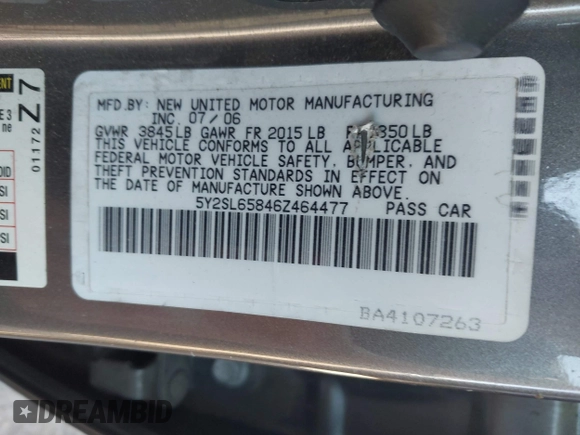 MFD.BY: NEW UNITED MOTOR MANUFACTURING
INC. 07/06
GVWR 3845 LB GAWR FR 2015 LB 850 LB
THIS VEHICLE CONFORMS TO ALL APPLICABLE
FEDERAL MOTOR VEHICLE SAFETY, BUMPER, AND
THEFT PREVENTION STANDARDS IN EFFECT ON
THE DATE OF MANUFACTURE SHOWN ABOVE.
5Y2SL65846Z464477 PASS CAR
BA4107263
01172 Z7
DREAMBID